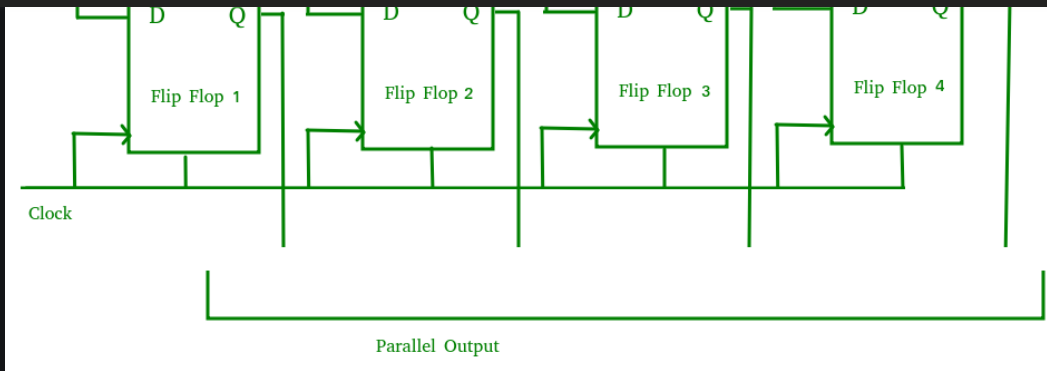 D Q D Q D Q D Q
Flip Flop 1 Flip Flop 2 Flip Flop 3 Flip Flop 4
Clock
Parallel Output